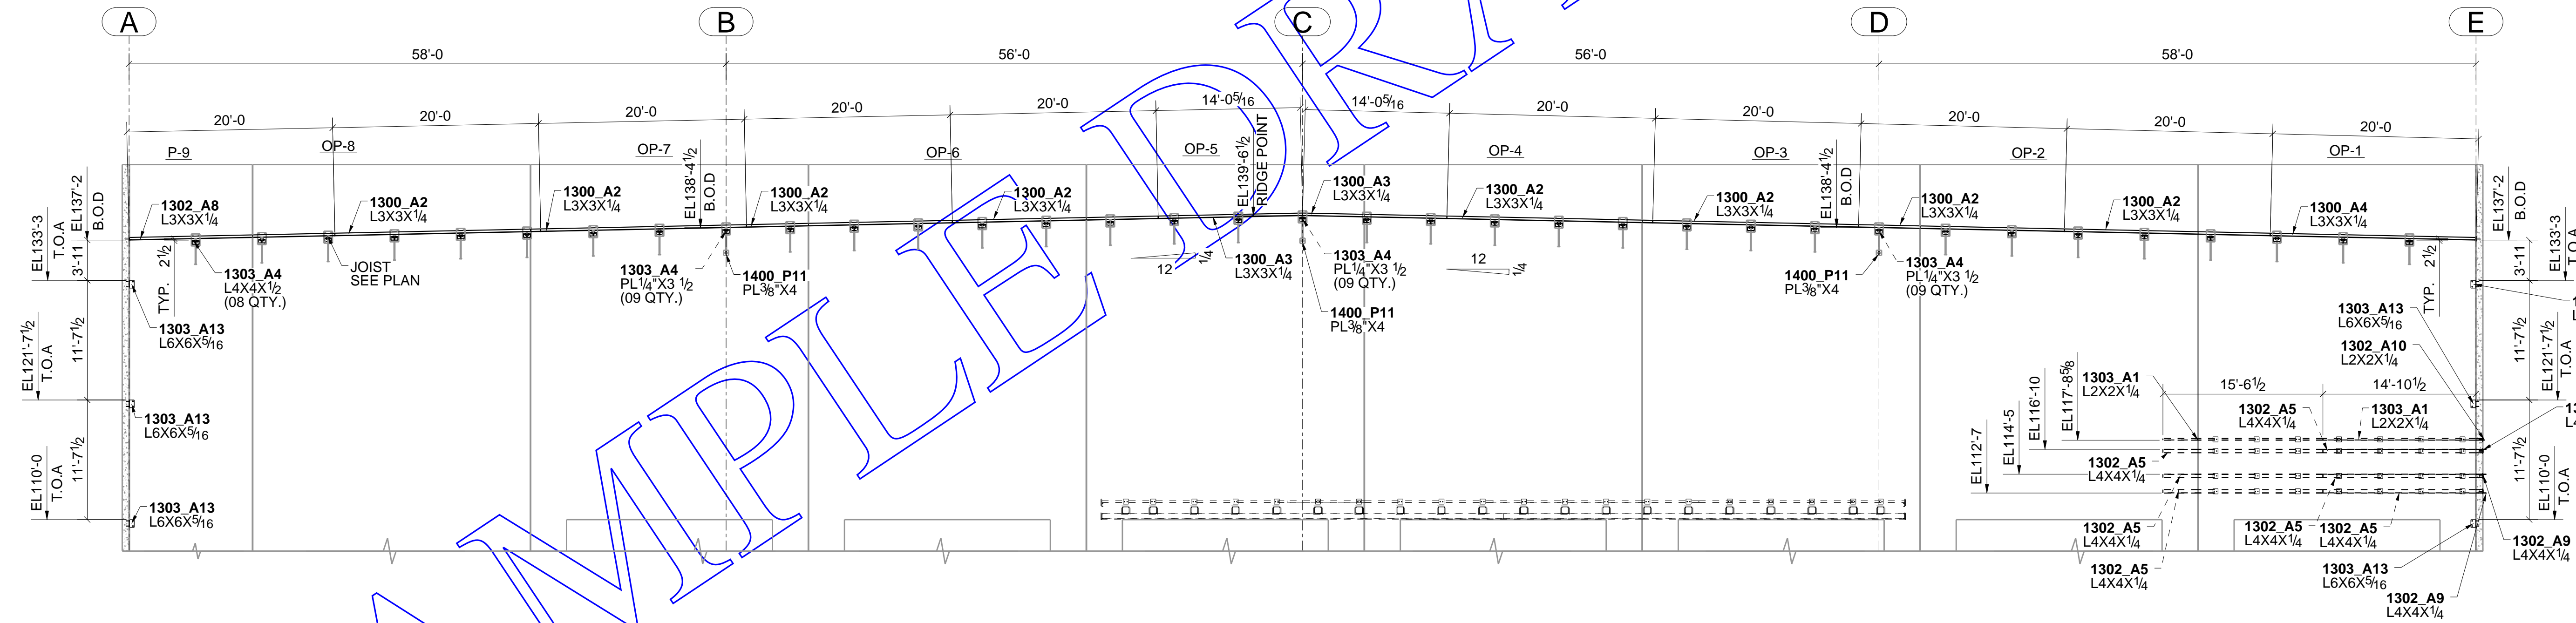 A
B
C
D
E
58'-0
56'-0
56'-0
58'-0
20'-0
20'-0
20'-0
20'-0
20'-0
14'-0 5/16
14'-0 5/16
20'-0
20'-0
20'-0
20'-0
20'-0
P-9
OP-8
OP-7
OP-6
OP-5
OP-4
OP-3
OP-2
OP-1
EL133'-3
T.O.A
3'-11
EL137'-2
B.O.D
1302_A8
L3X3X1/4
1300_A2
L3X3X1/4
1300_A2
L3X3X1/4
EL138'-4 1/2
B.O.D
1300_A2
L3X3X1/4
1300_A2
L3X3X1/4
EL139'-6 1/2
RIDGE POINT
1300_A3
L3X3X1/4
1300_A2
L3X3X1/4
1300_A2
L3X3X1/4
EL138'-4 1/2
B.O.D
1300_A2
L3X3X1/4
1300_A2
L3X3X1/4
1300_A4
L3X3X1/4
EL137'-2
B.O.D
EL133'-3
T.O.A
3'-11
TYP. 2 1/2
1303_A4
L4X4X1/2
(08 QTY.)
JOIST
SEE PLAN
1303_A4
PL1/4"X3 1/2
(09 QTY.)
1400_P11
PL3/8"X4
12
1/4
1300_A3
L3X3X1/4
1303_A4
PL1/4"X3 1/2
(09 QTY.)
1400_P11
PL3/8"X4
12
1/4
1400_P11
PL3/8"X4
1303_A4
PL1/4"X3 1/2
(09 QTY.)
TYP. 2 1/2
EL121'-7 1/2
T.O.A
11'-7 1/2
1303_A13
L6X6X5/16
1303_A13
L6X6X5/16
11'-7 1/2
EL110'-0
T.O.A
1303_A13
L6X6X5/16
1303_A13
L6X6X5/16
1302_A10
L2X2X1/4
11'-7 1/2
EL121'-7 1/2
T.O.A
EL112'-7
EL114'-5
EL116'-10
EL117'-8 5/8
1303_A1
L2X2X1/4
15'-6 1/2
14'-10 1/2
1302_A5
L4X4X1/4
1303_A1
L2X2X1/4
1302_A5
L4X4X1/4
11'-7 1/2
EL110'-0
T.O.A
1302_A5
L4X4X1/4
1302_A5
L4X4X1/4
1302_A5
L4X4X1/4
1302_A5
L4X4X1/4
1302_A9
L4X4X1/4
1303_A13
L6X6X5/16
1302_A9
L4X4X1/4
AMPLE DR